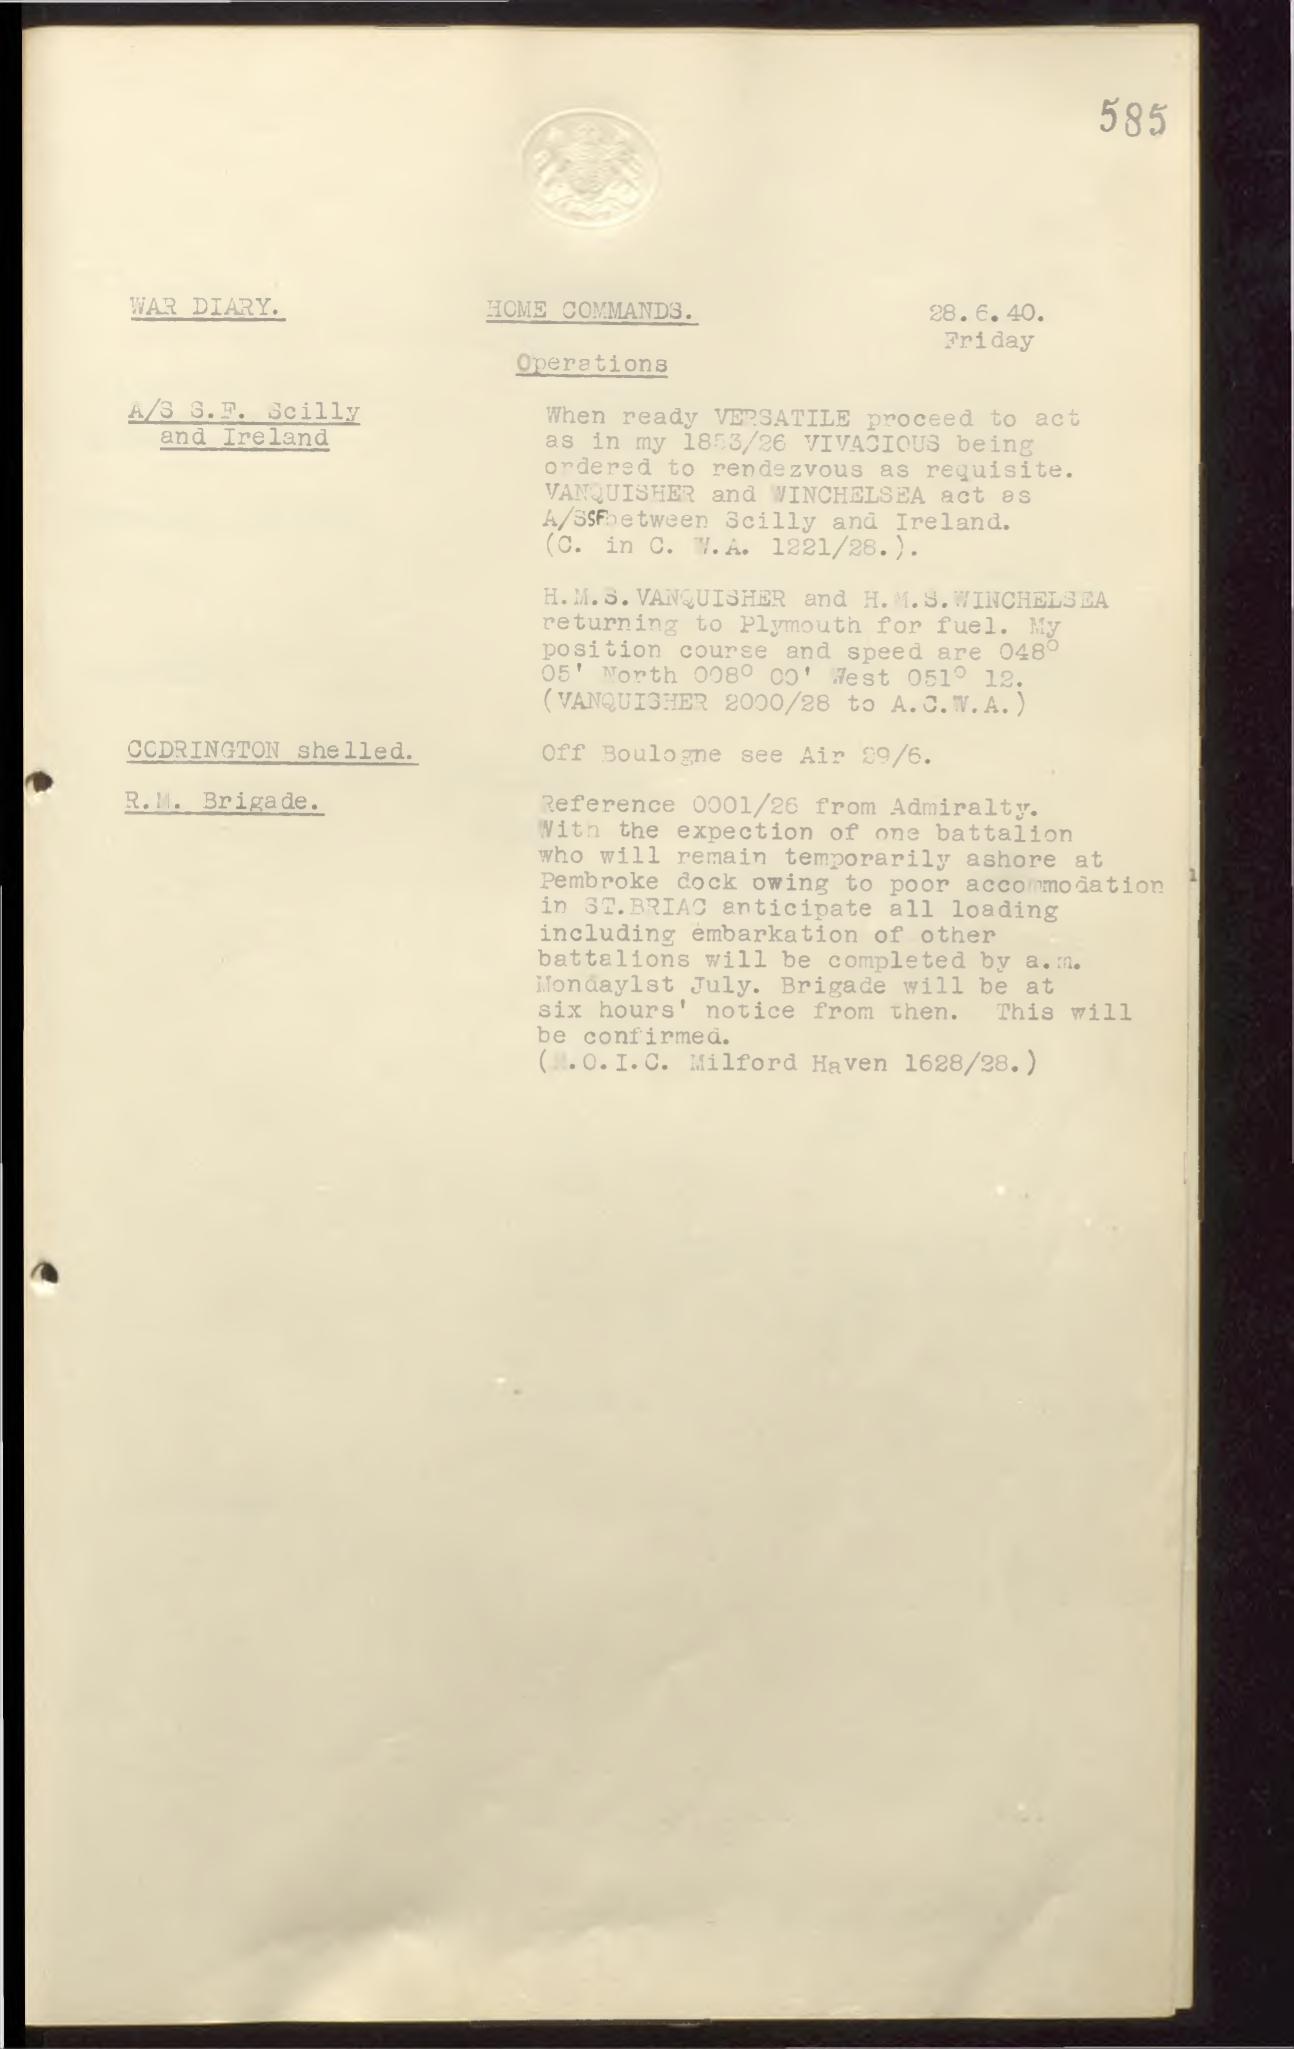 585
WAR DIARY.
HOME COMMANDS.
28.6.40.
Friday
Operations
A/S S.F. Scilly
and Ireland
When ready VERSATILE proceed to act
as in my 1853/26 VIVACIOUS being
ordered to rendezvous as requisite.
VANQUISHER and WINCHELSEA act as
A/SSF between Scilly and Ireland.
(C. in C. W.A. 1221/28.).
H.M.S.VANQUISHER and H.M.S.WINCHELSEA
returning to Plymouth for fuel. My
position course and speed are 048°
05' North 008° 00' West 051° 12.
(VANQUISHER 2000/28 to A.C.W.A.)
CODRINGTON shelled.
Off Boulogne see Air 29/6.
R.M. Brigade.
Reference 0001/26 from Admiralty.
With the expection of one battalion
who will remain temporarily ashore at
Pembroke dock owing to poor accommodation
in ST.BRIAC anticipate all loading
including embarkation of other
battalions will be completed by a.m.
Monday1st July. Brigade will be at
six hours' notice from then. This will
be confirmed.
( .O.I.C. Milford Haven 1628/28.)